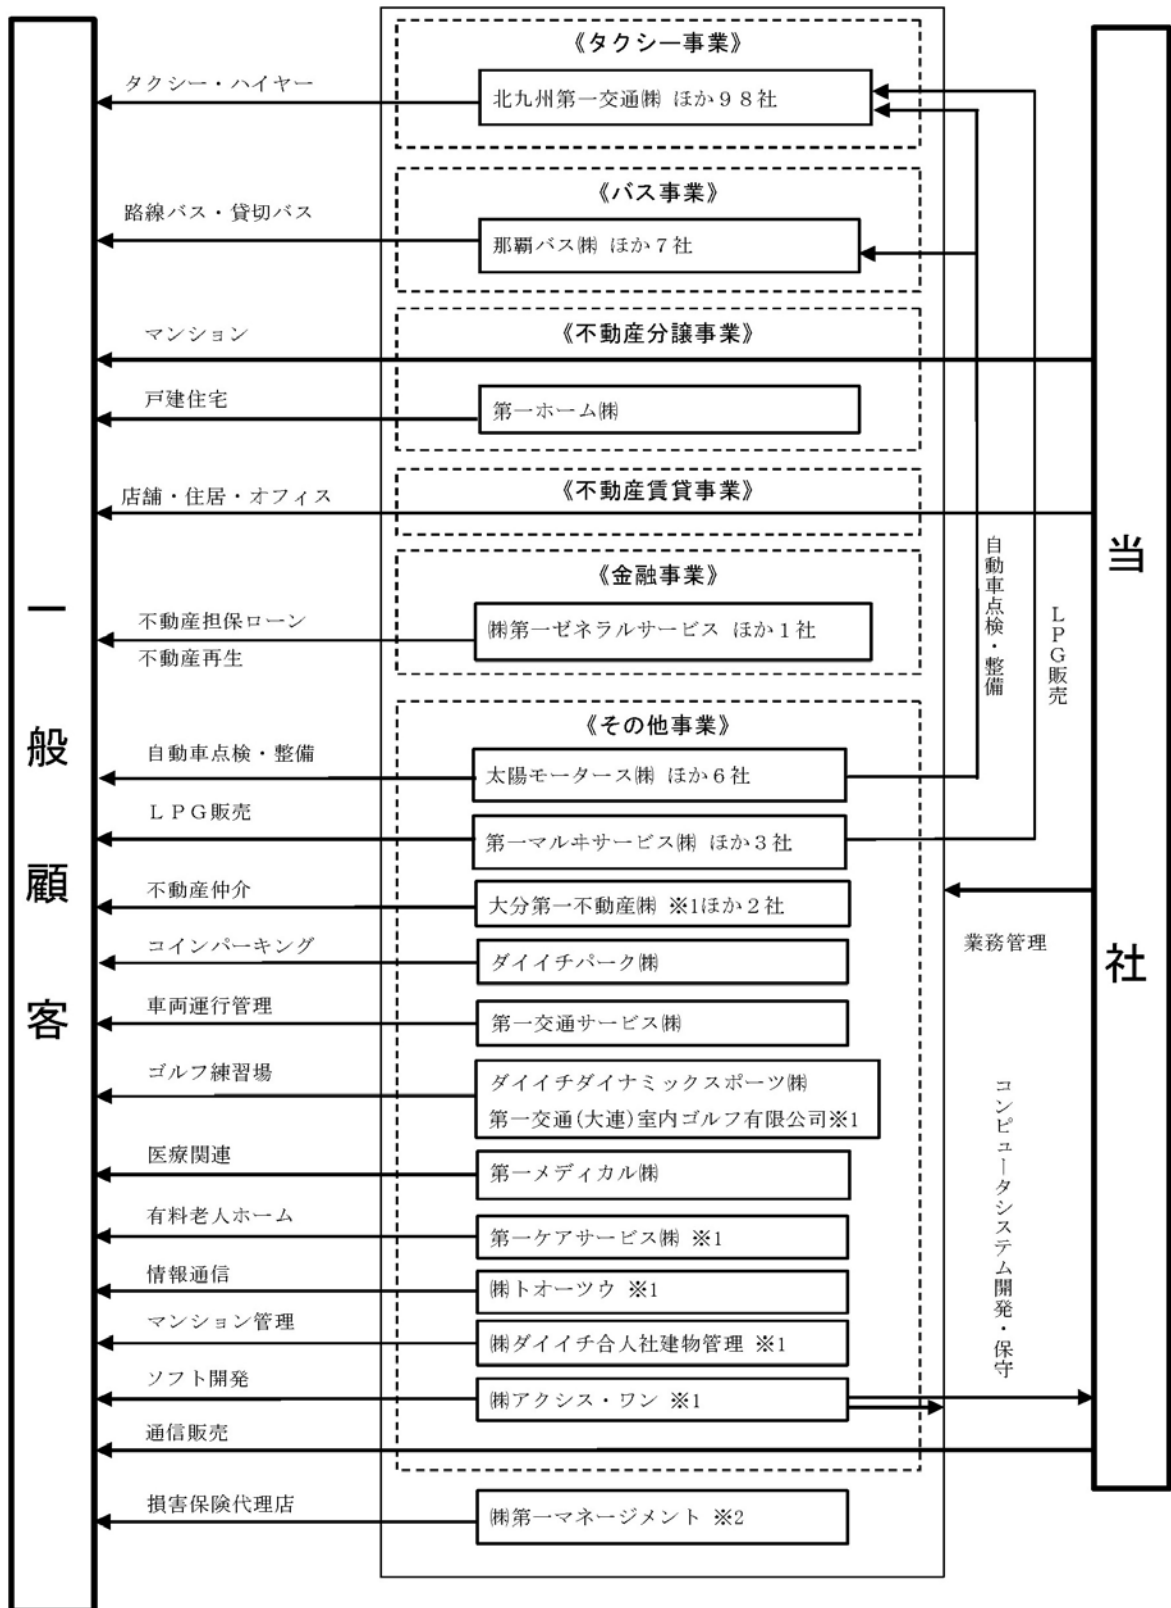 《タクシー事業》
タクシー・ハイヤー
北九州第一交通㈱ ほか９８社
《バス事業》
路線バス・貸切バス
那覇バス㈱ ほか７社
《不動産分譲事業》
マンション
戸建住宅
第一ホーム㈱
《不動産賃貸事業》
店舗・住居・オフィス
《金融事業》
不動産担保ローン
不動産再生
㈱第一ゼネラルサービス ほか１社
《その他事業》
自動車点検・整備
太陽モータース㈱ ほか６社
ＬＰＧ販売
第一マルヰサービス㈱ ほか３社
不動産仲介
大分第一不動産㈱ ※1ほか２社
コインパーキング
ダイイチパーク㈱
車両運行管理
第一交通サービス㈱
ゴルフ練習場
ダイイチダイナミックスポーツ㈱
第一交通(大連)室内ゴルフ有限公司※1
医療関連
第一メディカル㈱
有料老人ホーム
第一ケアサービス㈱ ※1
情報通信
㈱トオーツウ ※1
マンション管理
㈱ダイイチ合人社建物管理 ※1
ソフト開発
㈱アクシス・ワン ※1
通信販売
損害保険代理店
㈱第一マネージメント ※2
一般顧客
自動車点検・整備
ＬＰＧ販売
業務管理
コンピュータシステム開発・保守
当社